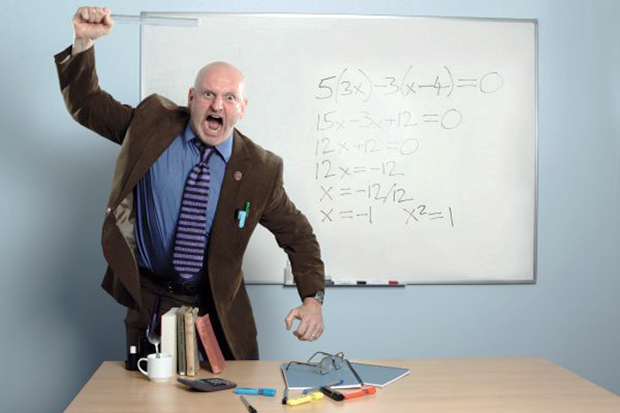 5(3x)-3(x-4)=0
15x-3x+12=0
12x+12=0
12x=-12
x=-12/12
x=-1 x²=1